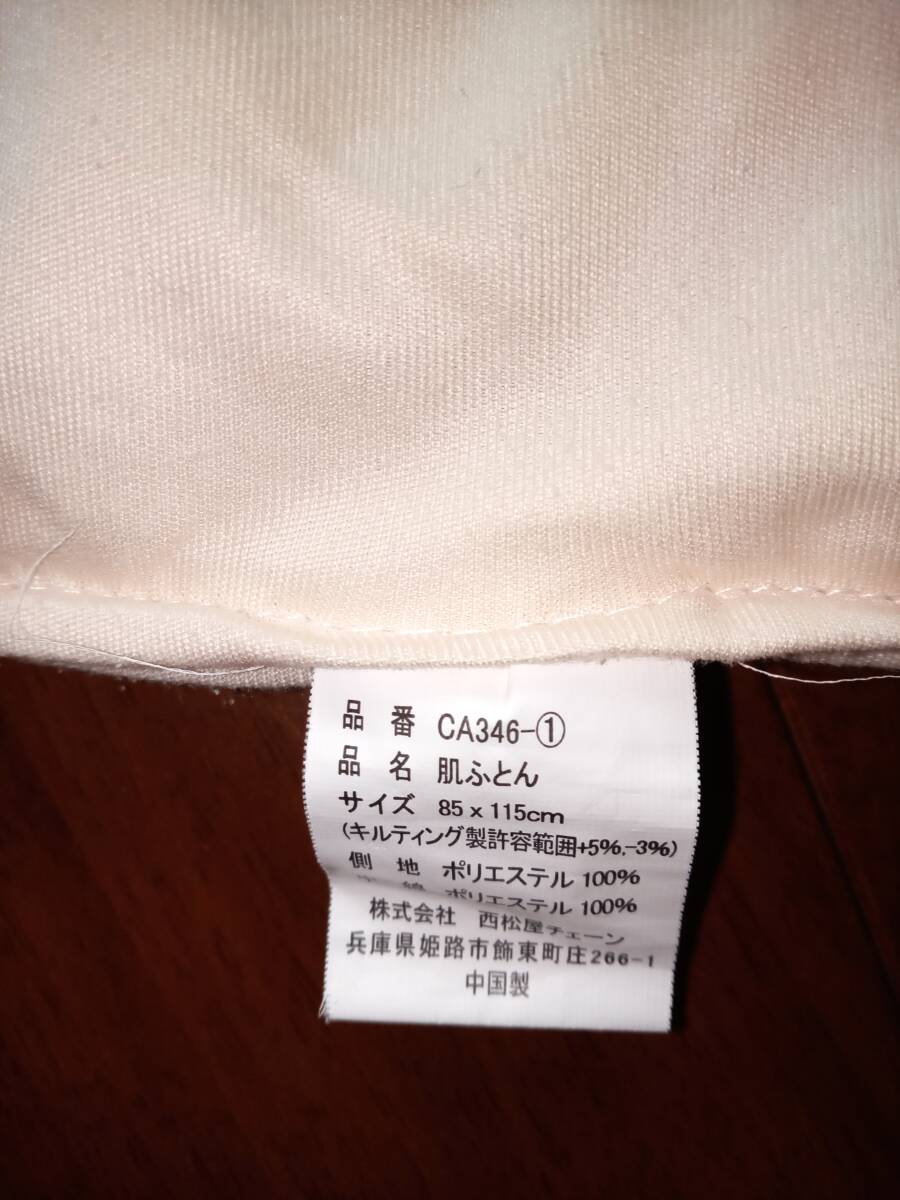 品 番 CA346-①
品 名 肌ふとん
サイズ 85 x 115cm
(キルティング製許容範囲+5%,-3%)
側 地 ポリエステル 100%
中 綿 ポリエステル 100%
株式会社 西松屋チェーン
兵庫県姫路市飾東町庄266-1
中国製